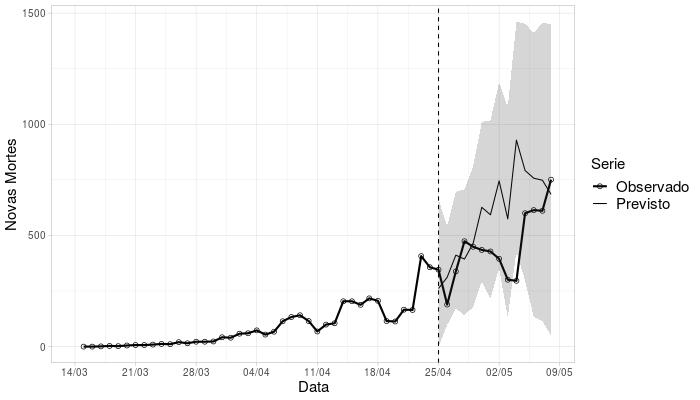 1500
1000
500
0
Novas Mortes
14/03 21/03 28/03 04/04 11/04 18/04 25/04 02/05 09/05
Data
Serie
Observado
Previsto